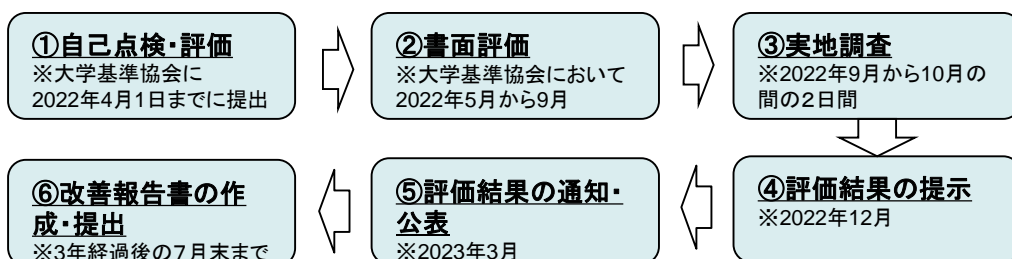 ①自己点検・評価
※大学基準協会に
2022年4月1日までに提出
②書面評価
※大学基準協会において
2022年5月から9月
③実地調査
※2022年9月から10月の
間の2日間
④評価結果の提示
※2022年12月
⑤評価結果の通知・
公表
※2023年3月
⑥改善報告書の作
成・提出
※3年経過後の7月末まで